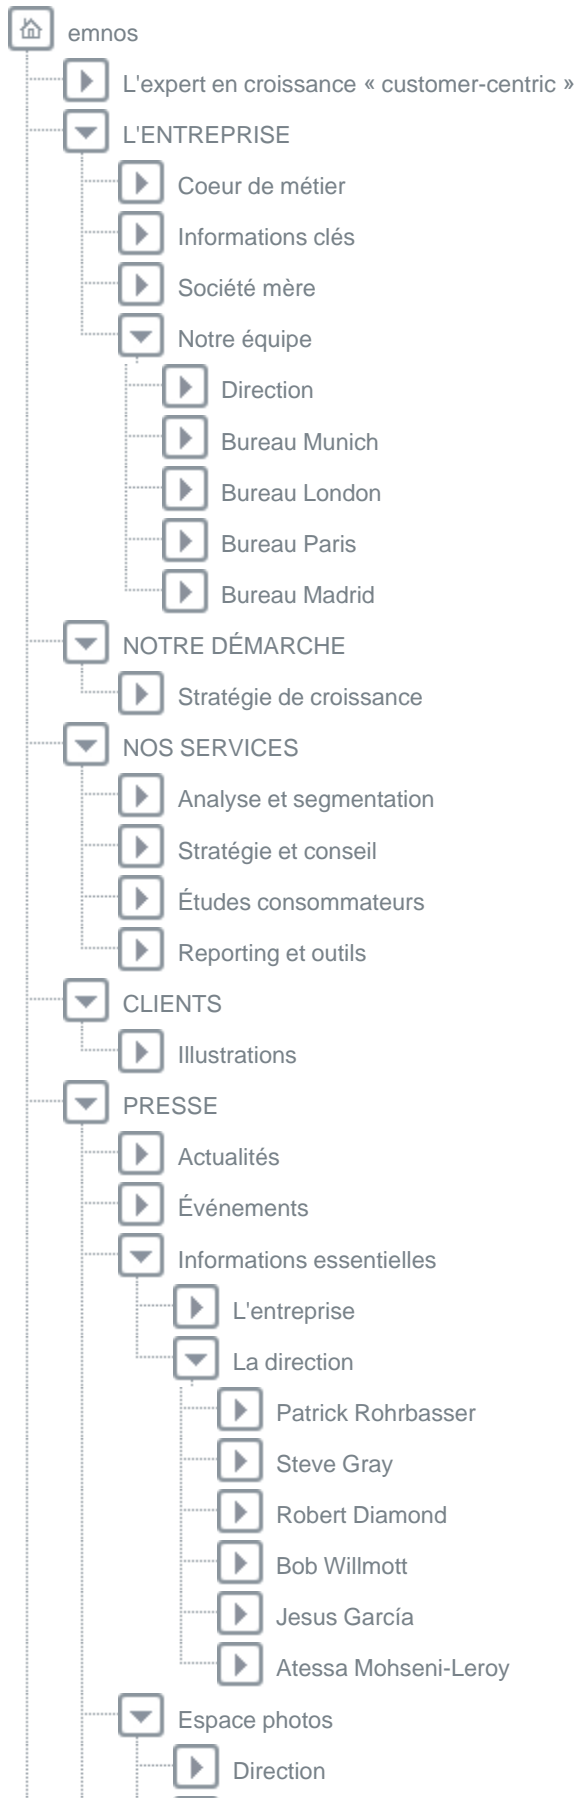 emnos
L'expert en croissance « customer-centric »
L'ENTREPRISE
Coeur de métier
Informations clés
Société mère
Notre équipe
Direction
Bureau Munich
Bureau London
Bureau Paris
Bureau Madrid
NOTRE DÉMARCHE
Stratégie de croissance
NOS SERVICES
Analyse et segmentation
Stratégie et conseil
Études consommateurs
Reporting et outils
CLIENTS
Illustrations
PRESSE
Actualités
Événements
Informations essentielles
L'entreprise
La direction
Patrick Rohrbasser
Steve Gray
Robert Diamond
Bob Willmott
Jesus García
Atessa Mohseni-Leroy
Espace photos
Direction